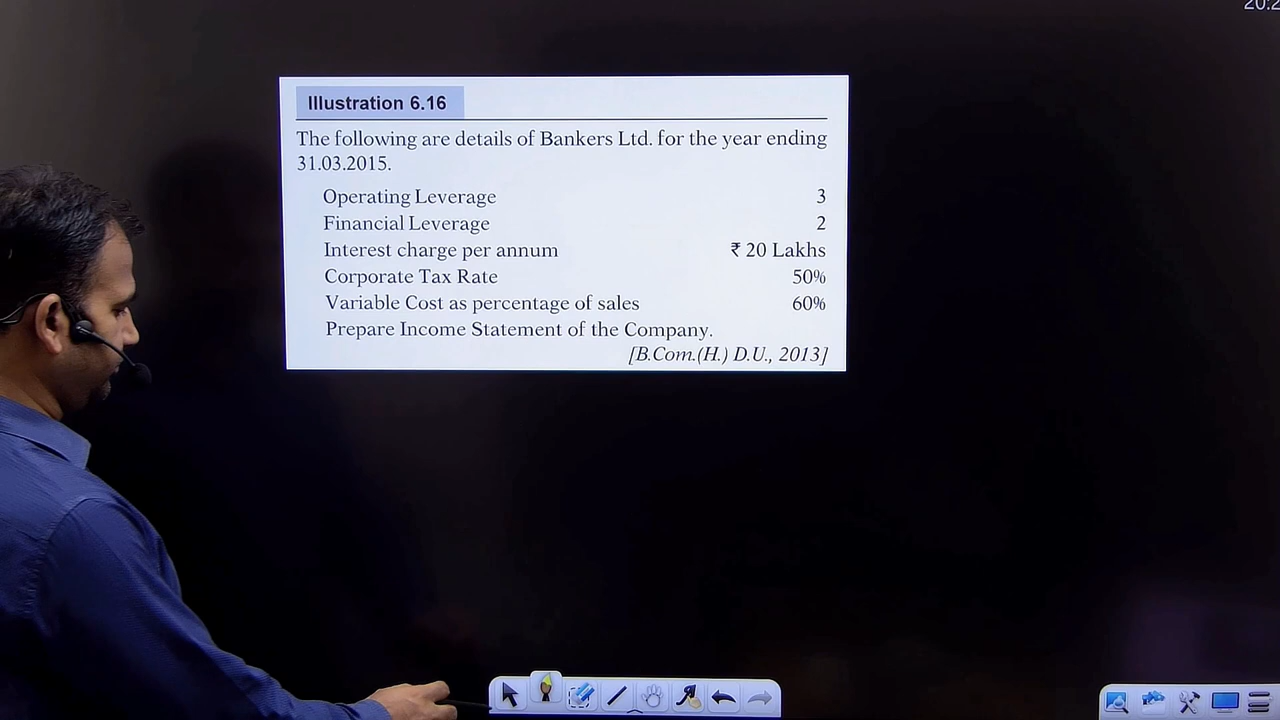 20:2
Illustration 6.16
The following are details of Bankers Ltd. for the year ending
31.03.2015.
Operating Leverage 3
Financial Leverage 2
Interest charge per annum ₹ 20 Lakhs
Corporate Tax Rate 50%
Variable Cost as percentage of sales 60%
Prepare Income Statement of the Company.
[B.Com.(H.) D.U., 2013]